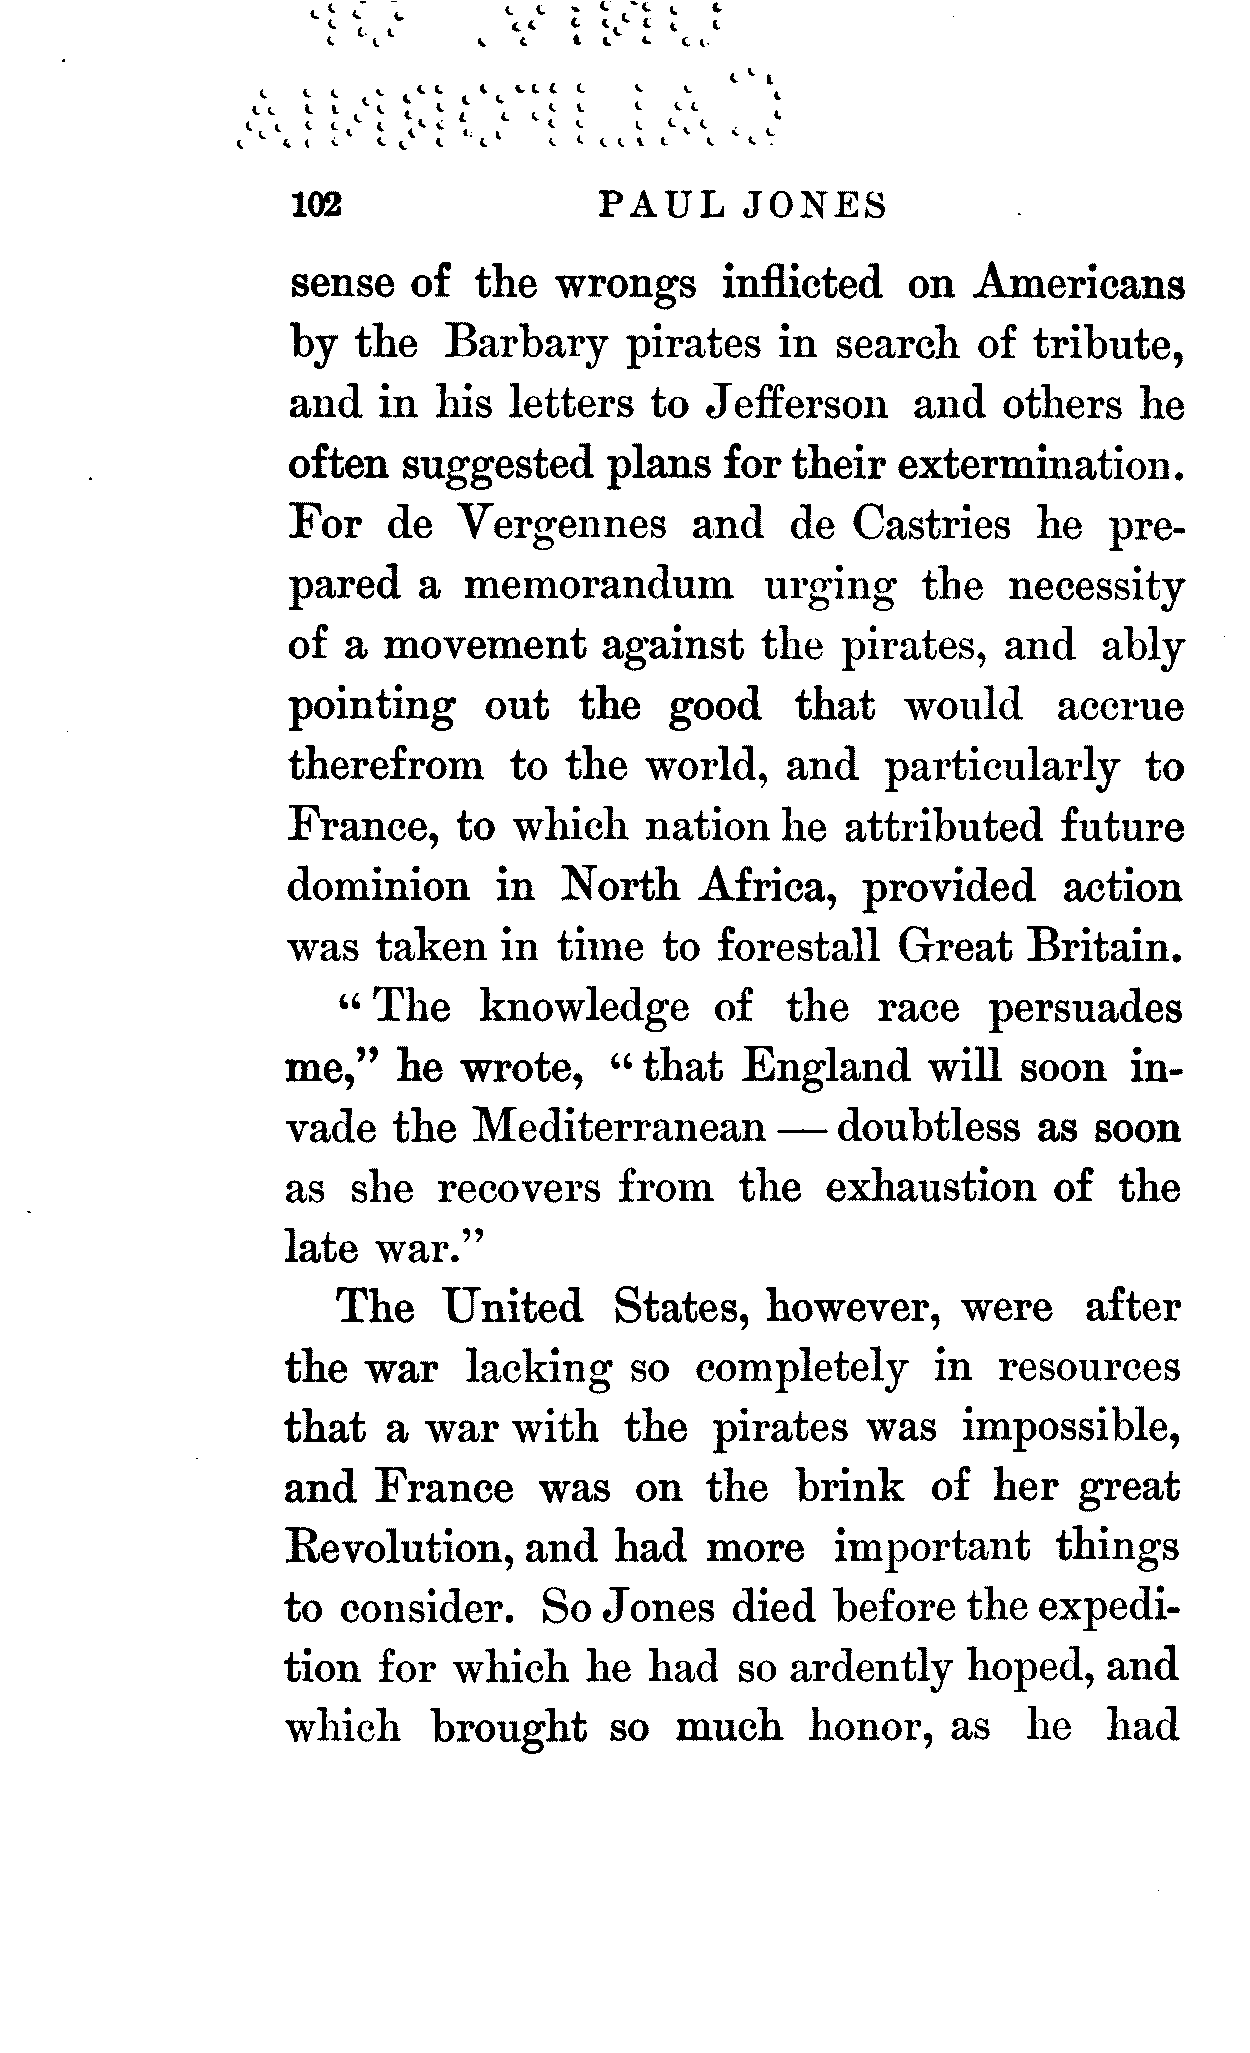 UNIV. OF
CALIFORNIA
102 PAUL JONES
sense of the wrongs inflicted on Americans
by the Barbary pirates in search of tribute,
and in his letters to Jefferson and others he
often suggested plans for their extermination.
For de Vergennes and de Castries he pre-
pared a memorandum urging the necessity
of a movement against the pirates, and ably
pointing out the good that would accrue
therefrom to the world, and particularly to
France, to which nation he attributed future
dominion in North Africa, provided action
was taken in time to forestall Great Britain.
“The knowledge of the race persuades
me,” he wrote, “that England will soon in-
vade the Mediterranean — doubtless as soon
as she recovers from the exhaustion of the
late war.”
The United States, however, were after
the war lacking so completely in resources
that a war with the pirates was impossible,
and France was on the brink of her great
Revolution, and had more important things
to consider. So Jones died before the expedi-
tion for which he had so ardently hoped, and
which brought so much honor, as he had